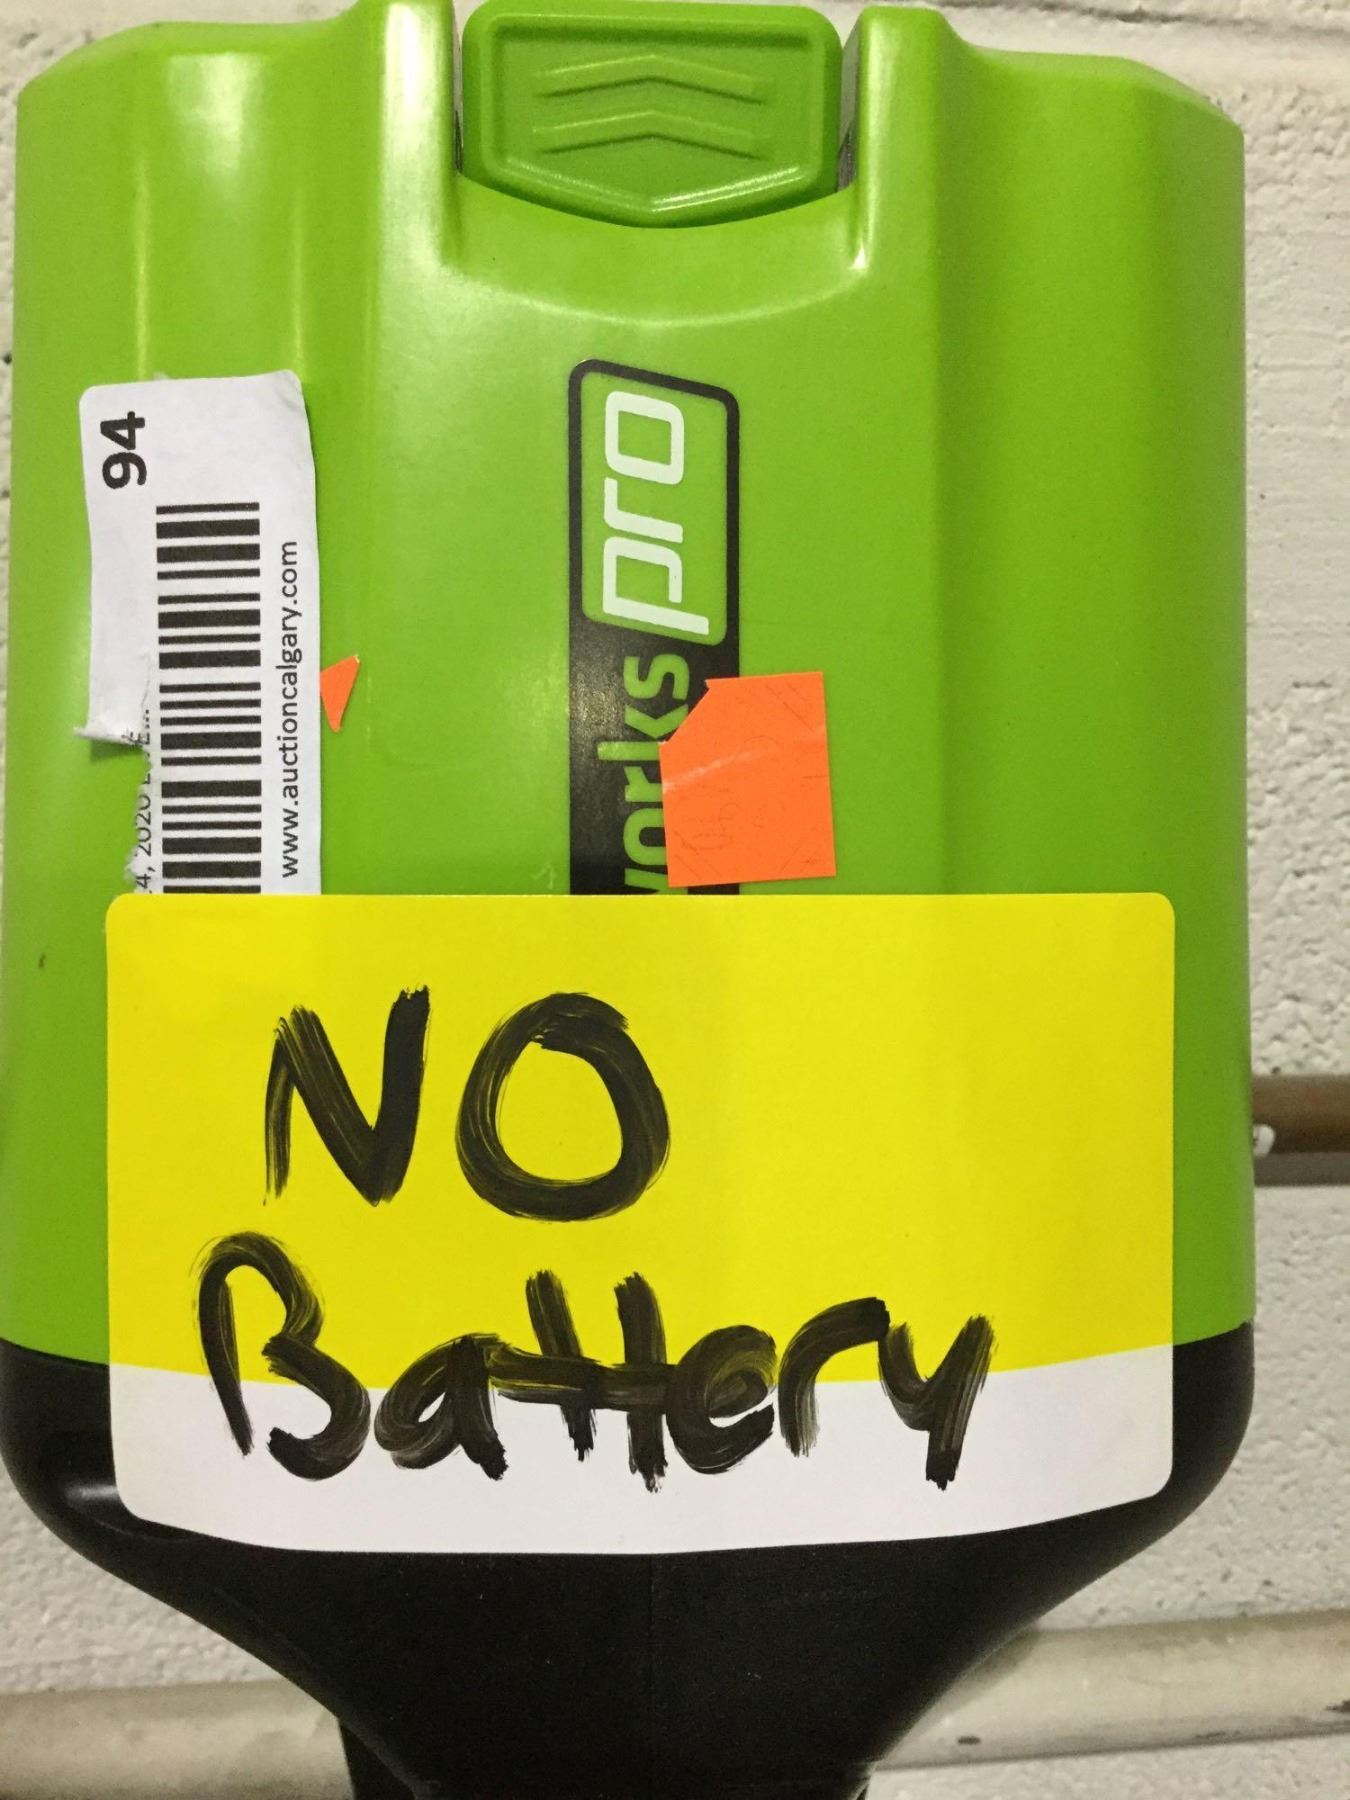 94
www.auctioncalgary.com
works pro
NO
Battery